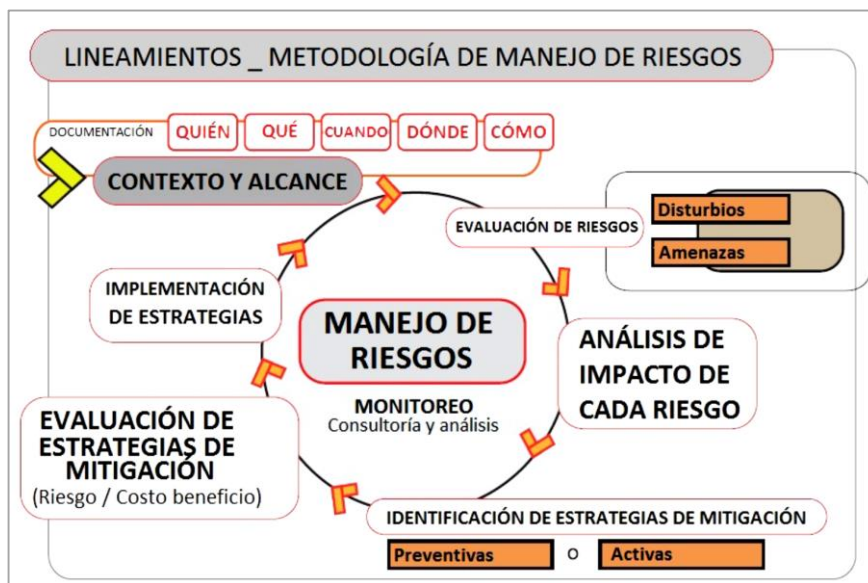 LINEAMIENTOS _ METODOLOGÍA DE MANEJO DE RIESGOS
DOCUMENTACIÓN QUIÉN QUÉ CUANDO DÓNDE CÓMO
CONTEXTO Y ALCANCE
EVALUACIÓN DE RIESGOS
Disturbios
Amenazas
ANÁLISIS DE
IMPACTO DE
CADA RIESGO
IDENTIFICACIÓN DE ESTRATEGIAS DE MITIGACIÓN
Preventivas o Activas
EVALUACIÓN DE
ESTRATEGIAS DE
MITIGACIÓN
(Riesgo / Costo beneficio)
IMPLEMENTACIÓN
DE ESTRATEGIAS
MANEJO DE
RIESGOS
MONITOREO
Consultoría y análisis